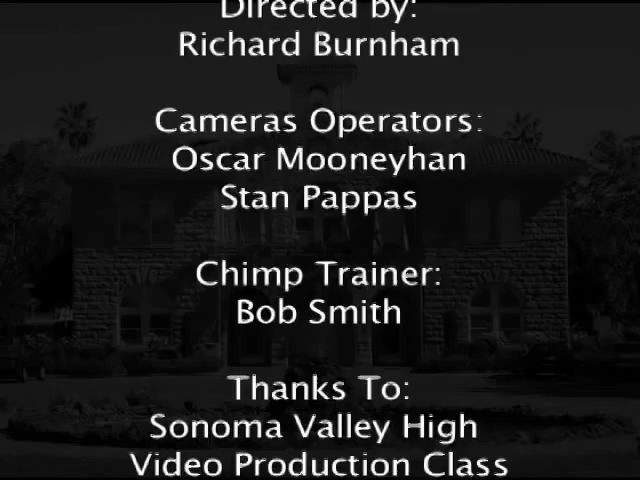 Directed by:
Richard Burnham
Cameras Operators:
Oscar Mooneyhan
Stan Pappas
Chimp Trainer:
Bob Smith
Thanks To:
Sonoma Valley High
Video Production Class